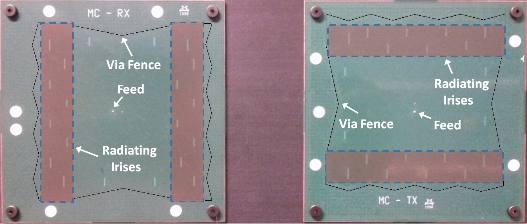 MC - RX
Via Fence
Feed
Radiating
Irises
Radiating
Irises
Via Fence
Feed
MC - TX